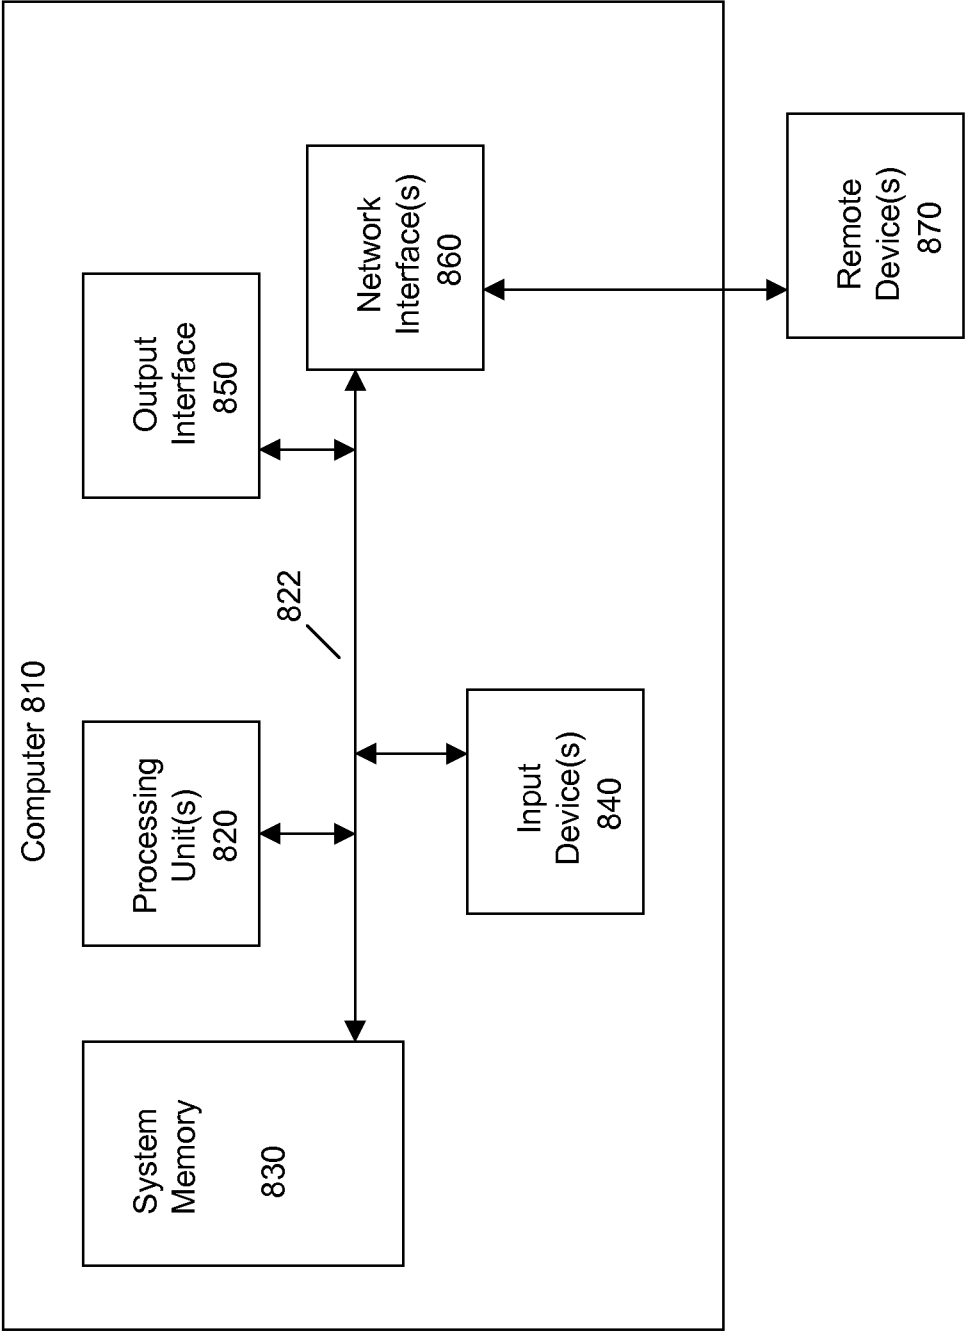 Computer 810
System
Memory
830
Processing
Unit(s)
820
Output
Interface
850
822
Network
Interface(s)
860
Input
Device(s)
840
Remote
Device(s)
870